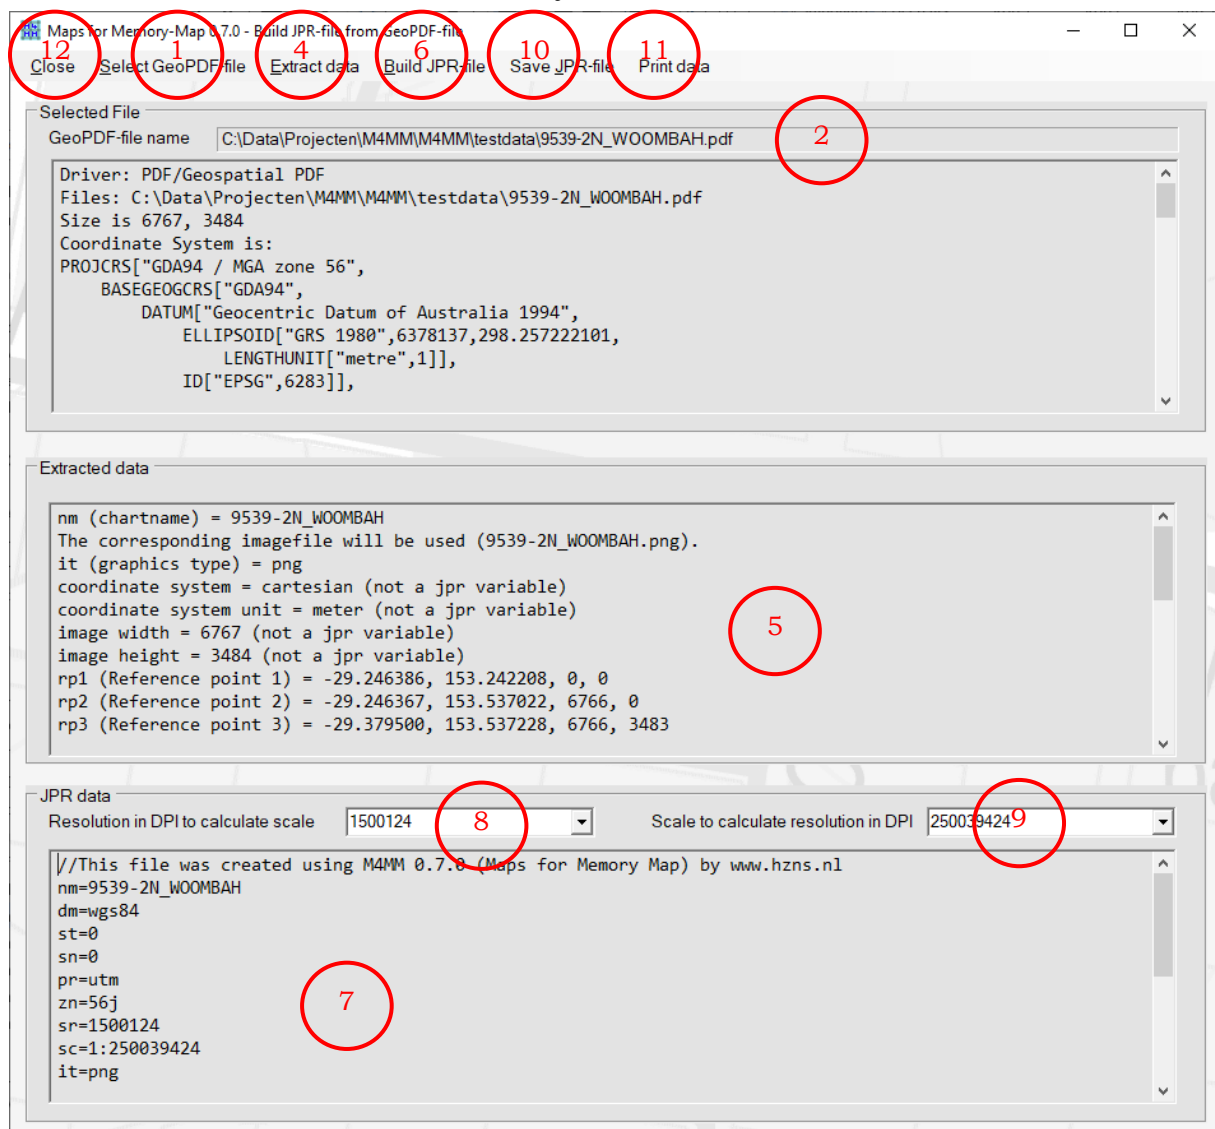 Maps for Memory-Map 0.7.0 - Build JPR-file from GeoPDF-file
12 1 4 6 10 11
Close Select GeoPDF-file Extract data Build JPR-file Save JPR-file Print data
Selected File
GeoPDF-file name C:\Data\Projecten\M4MM\M4MM\testdata\9539-2N_WOOMBAH.pdf 2
Driver: PDF/Geospatial PDF
Files: C:\Data\Projecten\M4MM\M4MM\testdata\9539-2N_WOOMBAH.pdf
Size is 6767, 3484
Coordinate System is:
PROJCRS["GDA94 / MGA zone 56",
BASEGEOGCRS["GDA94",
DATUM["Geocentric Datum of Australia 1994",
ELLIPSOID["GRS 1980",6378137,298.257222101,
LENGTHUNIT["metre",1]],
ID["EPSG",6283]],
Extracted data
nm (chartname) = 9539-2N_WOOMBAH
The corresponding imagefile will be used (9539-2N_WOOMBAH.png).
it (graphics type) = png
coordinate system = cartesian (not a jpr variable)
coordinate system unit = meter (not a jpr variable)
5
image width = 6767 (not a jpr variable)
image height = 3484 (not a jpr variable)
rp1 (Reference point 1) = -29.246386, 153.242208, 0, 0
rp2 (Reference point 2) = -29.246367, 153.537022, 6766, 0
rp3 (Reference point 3) = -29.379500, 153.537228, 6766, 3483
JPR data
Resolution in DPI to calculate scale 1500124 8 Scale to calculate resolution in DPI 250039424 9
//This file was created using M4MM 0.7.0 (Maps for Memory Map) by www.hzns.nl
nm=9539-2N_WOOMBAH
dm=wgs84
st=0
sn=0
pr=utm
zn=56j 7
sr=1500124
sc=1:250039424
it=png